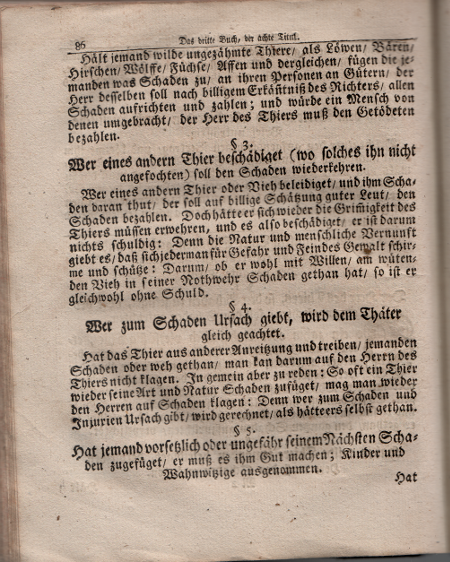 86 Das dritte Buch, der achte Titul.
Hält jemand wilde ungezähmte Thiere/ als Löwen/ Bären/
Hirschen/ Wölffe/ Füchse/ Affen und dergleichen/ fügen die je-
manden was Schaden zu/ an ihren Personen an Gütern/ der
Herr desselben soll nach billigem Erkäntniß des Richters/ allen
Schaden aufrichten und zahlen; und würde ein Mensch von
denen umgebracht/ der Herr des Thiers muß den Getödeten
bezahlen.
§ 3.
Wer eines andern Thier beschädiget (wo solches ihn nicht
angefochten) soll den Schaden wiederkehren.
Wer eines andern Thier oder Vieh beleidiget/ und ihm Scha-
den daran thut/ der soll auf billige Schätzung guter Leut/ den
Schaden bezahlen. Doch hätte er sich wieder die Grimigkeit des
Thiers müssen erwehren/ und es also beschädiget/ er ist darum
nichts schuldig: Denn die Natur und menschliche Vernunft
giebt es/ daß sich jederman für Gefahr und Feindes Gewalt schir-
me und schütze: Darum/ ob er wohl mit Willen/ am wüten-
den Vieh in seiner Nothwehr Schaden gethan hat/ so ist er
gleichwohl ohne Schuld.
§ 4.
Wer zum Schaden Ursach giebt, wird dem Thäter
gleich geachtet.
Hat das Thier aus anderer Anreitzung und treiben/ jemanden
Schaden oder weh gethan/ man kan darum auf den Herrn des
Thiers nicht klagen. In gemein aber zu reden: So oft ein Thier
wieder seine Art und Natur Schaden zufüget/ mag man wieder
den Herren auf Schaden klagen: Denn wer zum Schaden und
Injurien Ursach gibt/ wird gerechnet/ als hätte ers selbst gethan.
§ 5.
Hat jemand vorsetzlich oder ungefähr seinem Nächsten Scha-
den zugefüget/ er muß es ihm Gut machen; Kinder und
Wahnwitzige ausgenommen.
Hat